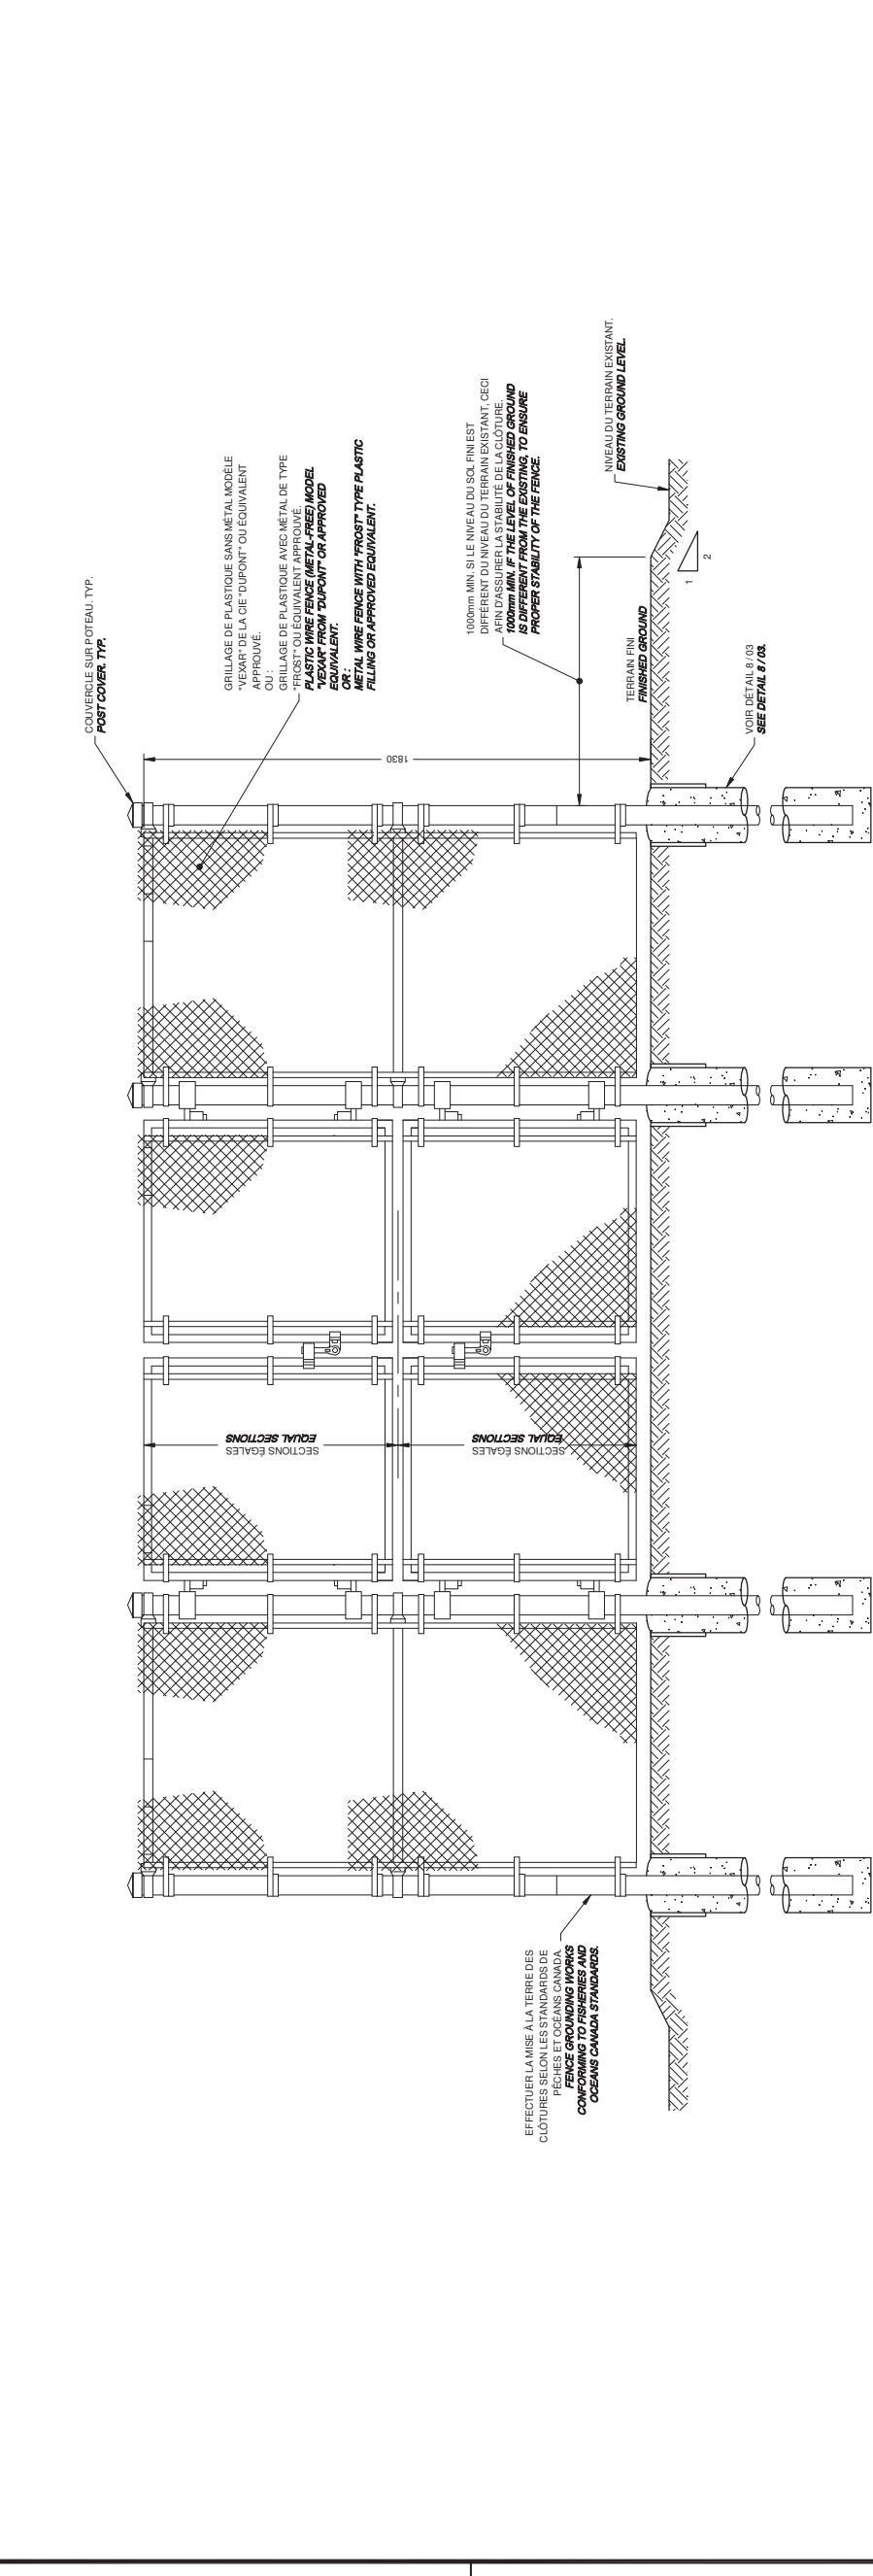 COUVERCLE SUR POTEAU. TYP.
POST COVER. TYP.
GRILLAGE DE PLASTIQUE SANS MÉTAL MODÈLE
"VEXAR" DE LA CIE "DUPONT" OU ÉQUIVALENT
APPROUVÉ.
OU :
GRILLAGE DE PLASTIQUE AVEC MÉTAL DE TYPE
"FROST" OU ÉQUIVALENT APPROUVÉ.
PLASTIC WIRE FENCE (METAL-FREE) MODEL
"VEXAR" FROM "DUPONT" OR APPROVED
EQUIVALENT.
OR :
METAL WIRE FENCE WITH "FROST" TYPE PLASTIC
FILLING OR APPROVED EQUIVALENT.
1830
1000mm MIN. SI LE NIVEAU DU SOL FINI EST
DIFFÉRENT DU NIVEAU DU TERRAIN EXISTANT, CECI
AFIN D'ASSURER LA STABILITÉ DE LA CLÔTURE.
1000mm MIN. IF THE LEVEL OF FINISHED GROUND
IS DIFFERENT FROM THE EXISTING, TO ENSURE
PROPER STABILITY OF THE FENCE.
NIVEAU DU TERRAIN EXISTANT.
EXISTING GROUND LEVEL.
TERRAIN FINI
FINISHED GROUND
1
2
VOIR DÉTAIL 8 / 03
SEE DETAIL 8 / 03.
SECTIONS ÉGALES
EQUAL SECTIONS
SECTIONS ÉGALES
EQUAL SECTIONS
EFFECTUER LA MISE À LA TERRE DES
CLÔTURES SELON LES STANDARDS DE
PÊCHES ET OCÉANS CANADA.
FENCE GROUNDING WORKS
CONFORMING TO FISHERIES AND
OCEANS CANADA STANDARDS.